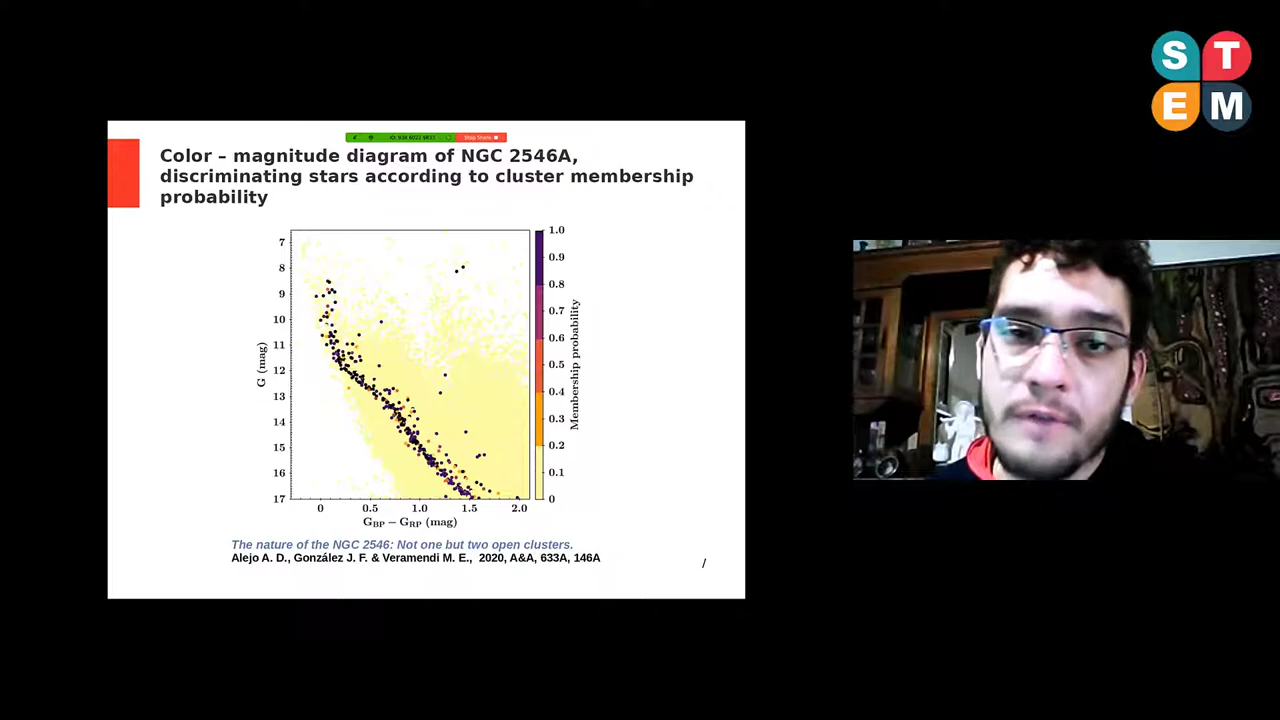 S T
E M
Stop Share
Color – magnitude diagram of NGC 2546A,
discriminating stars according to cluster membership
probability
7
8
9
10
11
12
13
14
15
16
17
G (mag)
0 0.5 1.0 1.5 2.0
G_BP − G_RP (mag)
1.0
0.9
0.8
0.7
0.6
0.5
0.4
0.3
0.2
0.1
0
Membership probability
The nature of the NGC 2546: Not one but two open clusters.
Alejo A. D., González J. F. & Veramendi M. E., 2020, A&A, 633A, 146A
/